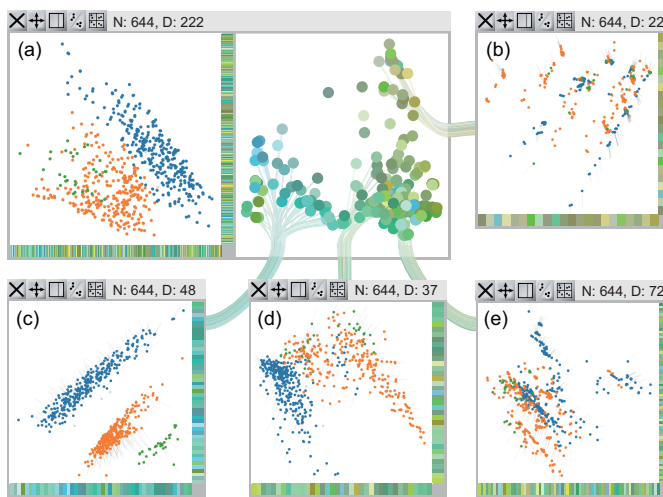 N: 644, D: 222
(a)
N: 644, D: 22
(b)
N: 644, D: 48
(c)
N: 644, D: 37
(d)
N: 644, D: 72
(e)